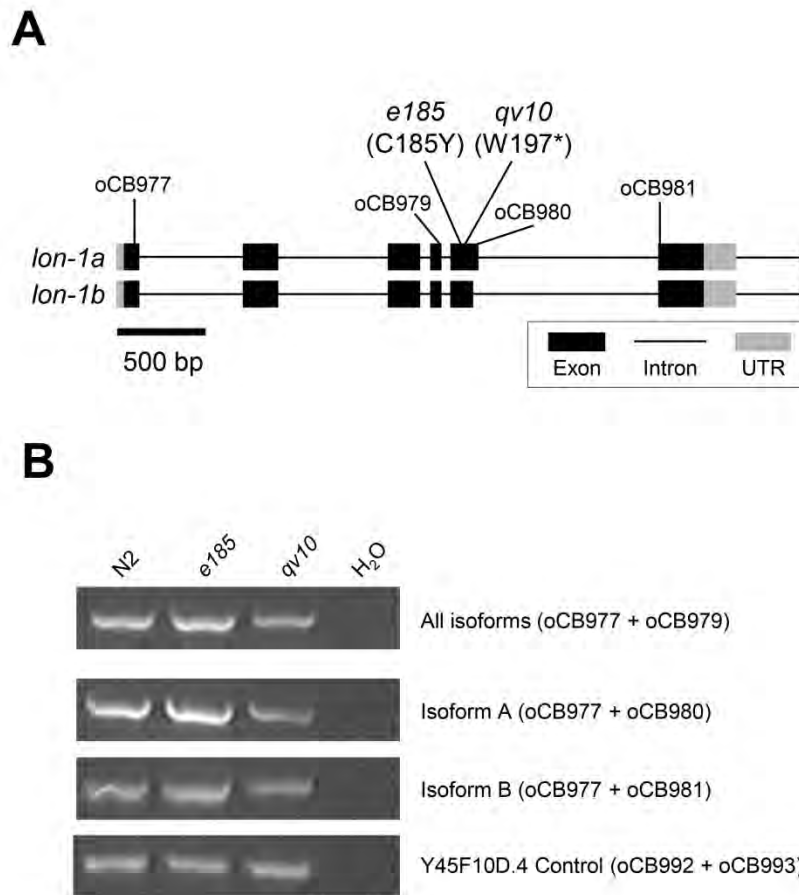 A
e185 qv10
(C185Y) (W197*)
oCB977 oCB979 oCB980 oCB981
lon-1a
lon-1b
500 bp
Exon Intron UTR
B
N2 e185 qv10 H₂O
All isoforms (oCB977 + oCB979)
Isoform A (oCB977 + oCB980)
Isoform B (oCB977 + oCB981)
Y45F10D.4 Control (oCB992 + oCB993)